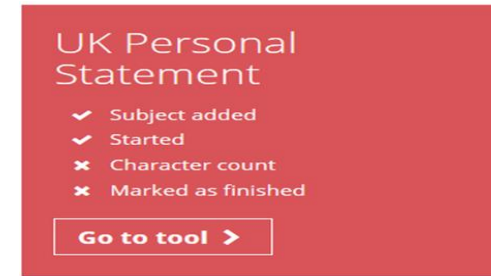 UK Personal
Statement
✔ Subject added
✔ Started
✖ Character count
✖ Marked as finished
Go to tool >